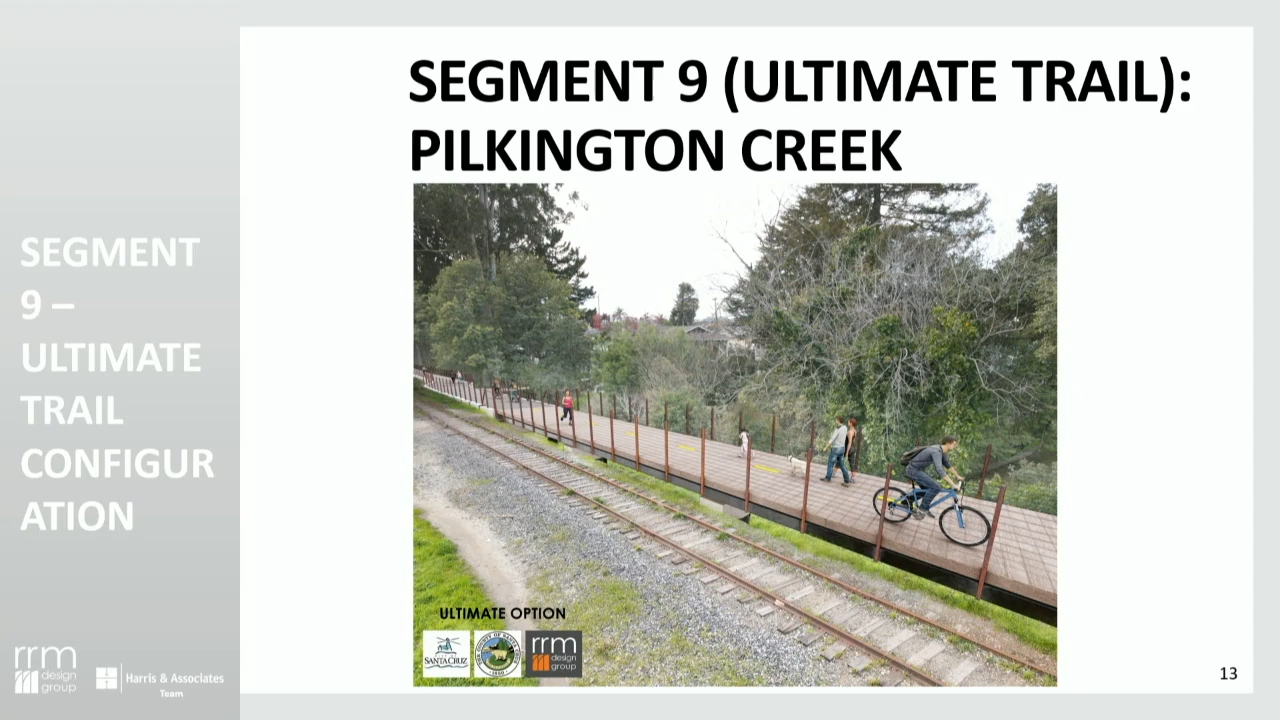 SEGMENT 9 (ULTIMATE TRAIL):
PILKINGTON CREEK
SEGMENT
9 –
ULTIMATE
TRAIL
CONFIGUR
ATION
ULTIMATE OPTION
SANTA CRUZ
rrm
design
group
rrm
design
group
Harris & Associates
Team
13